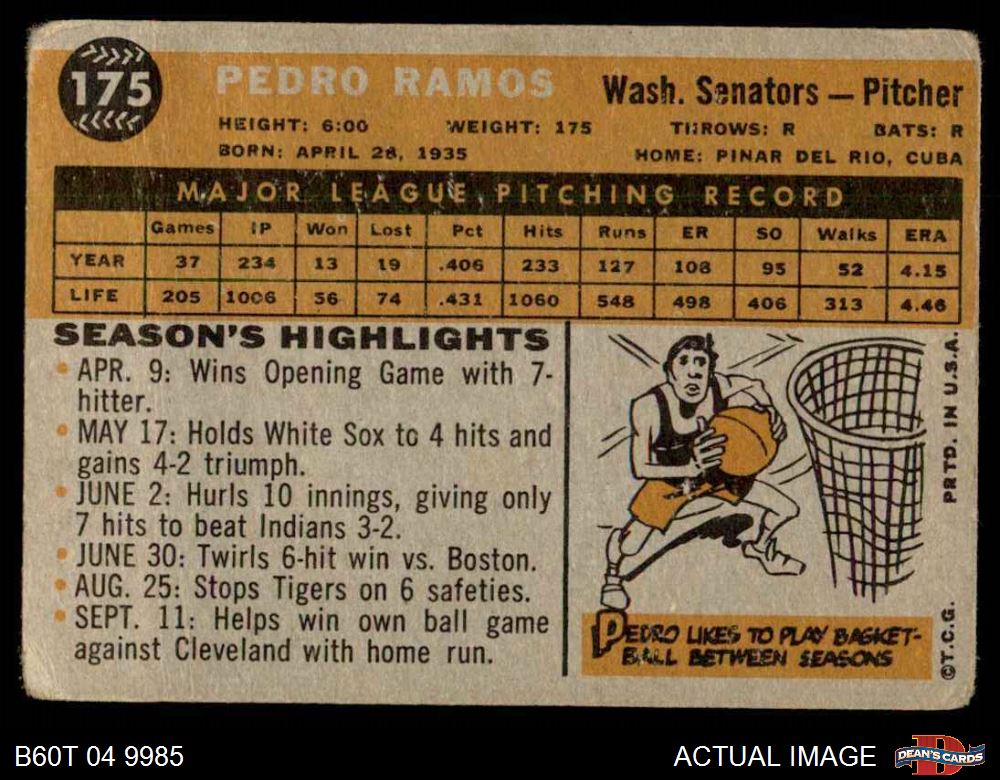 175
PEDRO RAMOS
Wash. Senators — Pitcher
HEIGHT: 6:00 WEIGHT: 175 THROWS: R BATS: R
BORN: APRIL 28, 1935 HOME: PINAR DEL RIO, CUBA
MAJOR LEAGUE PITCHING RECORD
Games IP Won Lost Pct Hits Runs ER SO Walks ERA
YEAR 37 234 13 19 .406 233 127 108 95 52 4.15
LIFE 205 1006 56 74 .431 1060 548 498 406 313 4.46
SEASON'S HIGHLIGHTS
• APR. 9: Wins Opening Game with 7-
hitter.
• MAY 17: Holds White Sox to 4 hits and
gains 4-2 triumph.
• JUNE 2: Hurls 10 innings, giving only
7 hits to beat Indians 3-2.
• JUNE 30: Twirls 6-hit win vs. Boston.
• AUG. 25: Stops Tigers on 6 safeties.
• SEPT. 11: Helps win own ball game
against Cleveland with home run.
PEDRO LIKES TO PLAY BASKET-
BALL BETWEEN SEASONS
©T.C.G. PRTD. IN U.S.A.
B60T 04 9985
ACTUAL IMAGE
D
DEAN'S CARDS